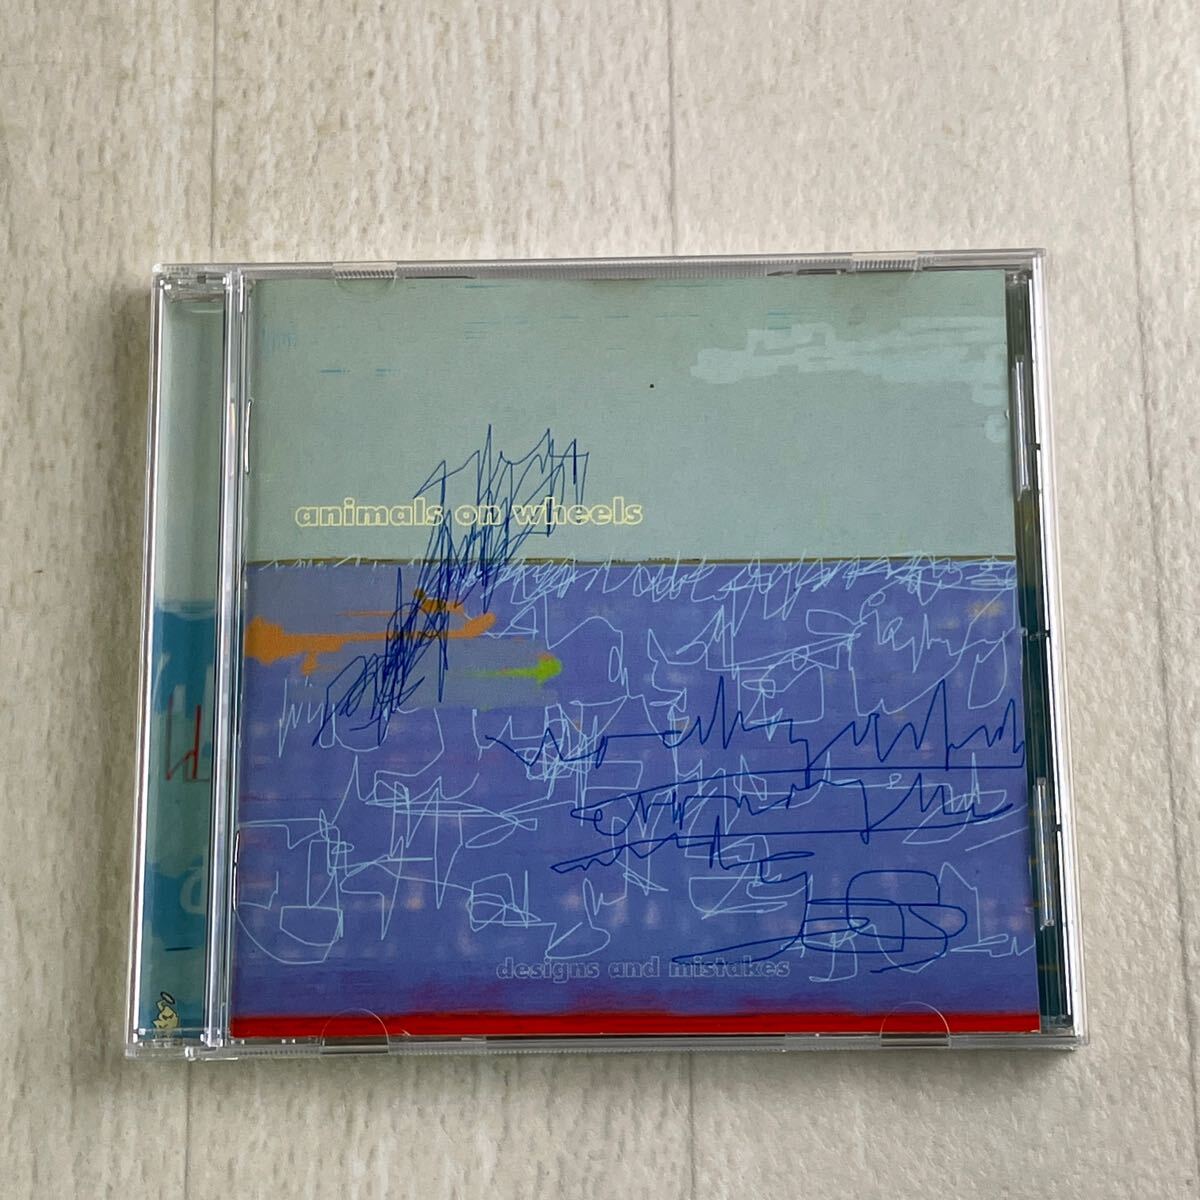 animals on wheels
designs and mistakes